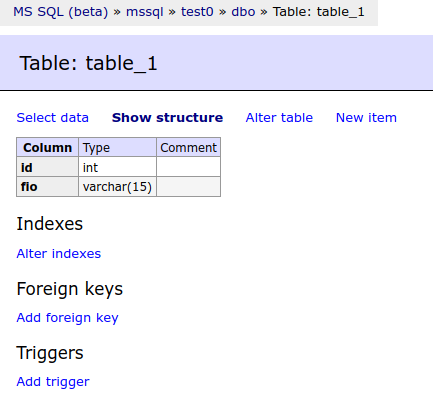 MS SQL (beta) » mssql » test0 » dbo » Table: table_1
Table: table_1
Select data Show structure Alter table New item
Column Type Comment
id int
fio varchar(15)
Indexes
Alter indexes
Foreign keys
Add foreign key
Triggers
Add trigger